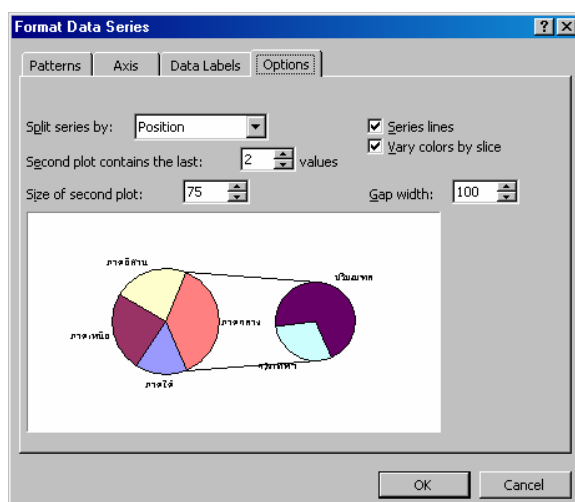 Format Data Series
Patterns Axis Data Labels Options
Split series by: Position
Series lines
Vary colors by slice
Second plot contains the last: 2 values
Size of second plot: 75
Gap width: 100
ภาคอีสาน
ปริมณฑล
ภาคเหนือ
ภาคกลาง
ภาคใต้
OK Cancel